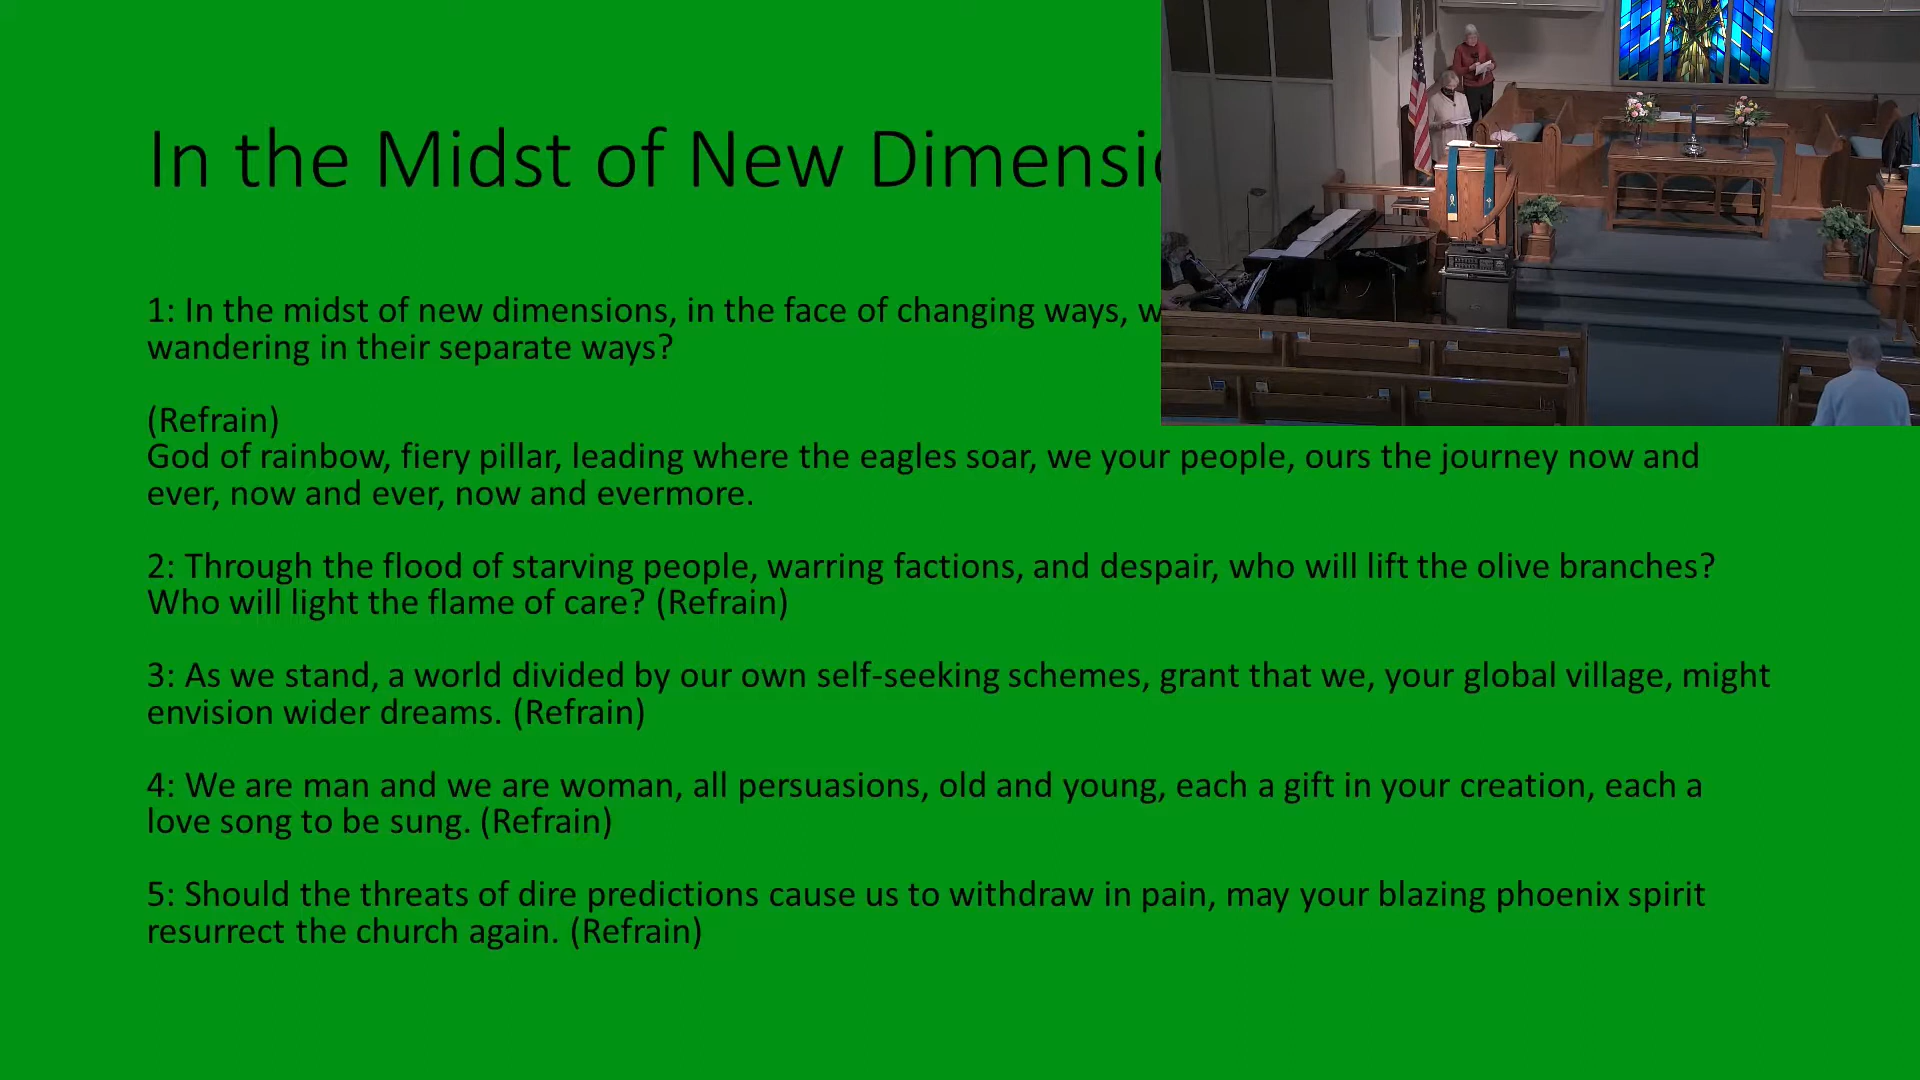 In the Midst of New
1: In the midst of new dimensions, in the face of changing ways,
wandering in their separate ways?
(Refrain)
God of rainbow, fiery pillar, leading where the eagles soar, we your people, ours the journey now and
ever, now and ever, now and evermore.
2: Through the flood of starving people, warring factions, and despair, who will lift the olive branches?
Who will light the flame of care? (Refrain)
3: As we stand, a world divided by our own self-seeking schemes, grant that we, your global village, might
envision wider dreams. (Refrain)
4: We are man and we are woman, all persuasions, old and young, each a gift in your creation, each a
love song to be sung. (Refrain)
5: Should the threats of dire predictions cause us to withdraw in pain, may your blazing phoenix spirit
resurrect the church again. (Refrain)